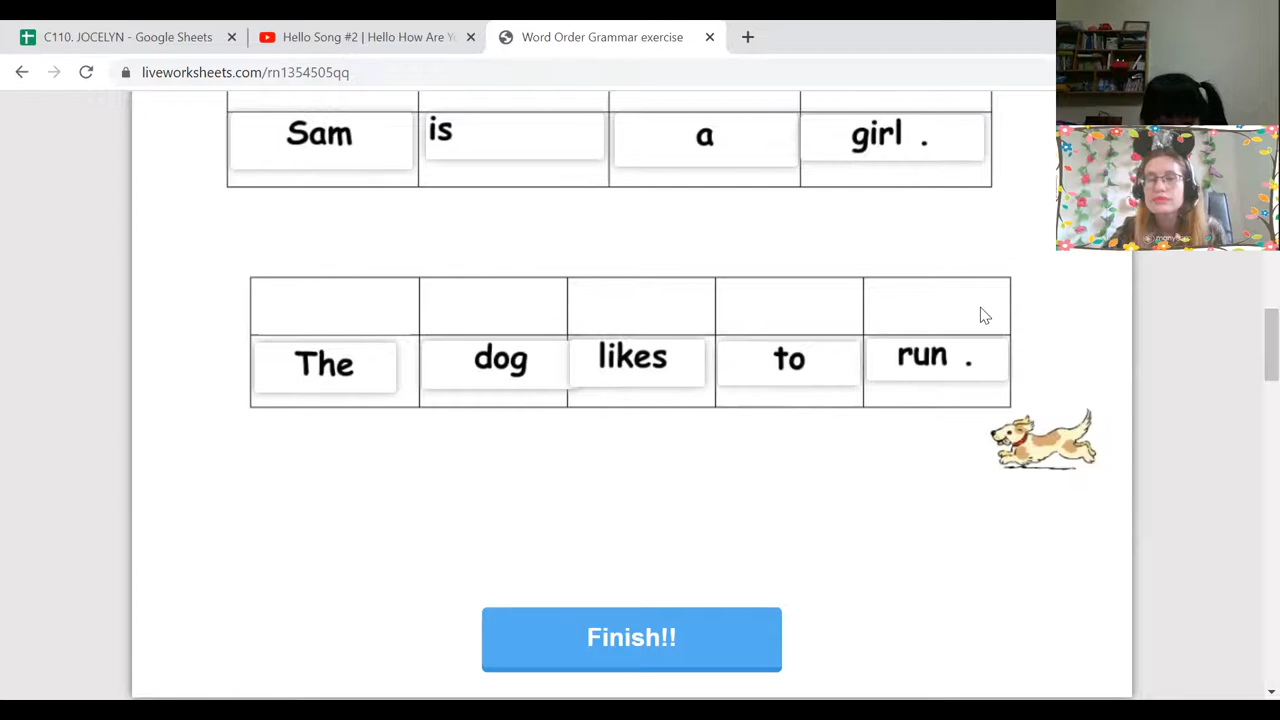 C110. JOCELYN - Google Sheets
Hello Song #2 | Hello How Are Yo
Word Order Grammar exercise
liveworksheets.com/rn1354505qq
Sam is a girl .
The dog likes to run .
Finish!!